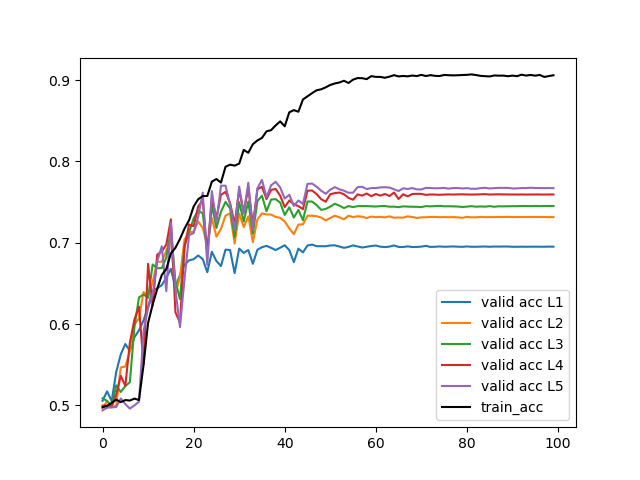 0.9
0.8
0.7
0.6
0.5
0 20 40 60 80 100
valid acc L1
valid acc L2
valid acc L3
valid acc L4
valid acc L5
train_acc